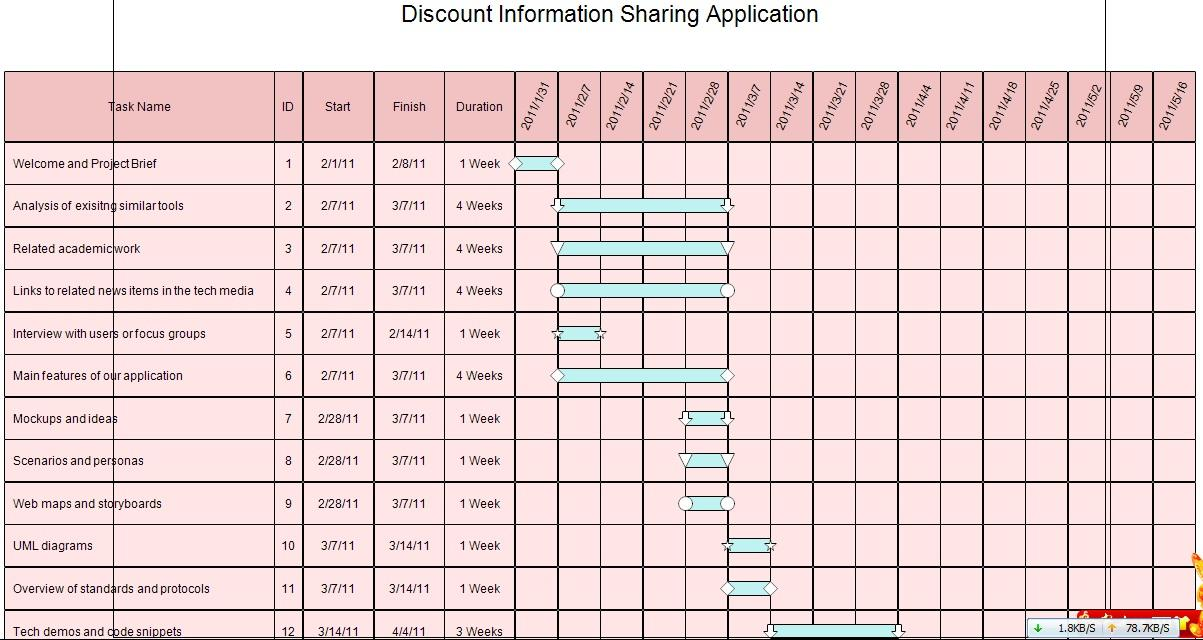 Discount Information Sharing Application
Task Name ID Start Finish Duration 2011/1/31 2011/2/7 2011/2/14 2011/2/21 2011/2/28 2011/3/7 2011/3/14 2011/3/21 2011/3/28 2011/4/4 2011/4/11 2011/4/18 2011/4/25 2011/5/2 2011/5/9 2011/5/16
Welcome and Project Brief 1 2/1/11 2/8/11 1 Week
Analysis of exisitng similar tools 2 2/7/11 3/7/11 4 Weeks
Related academic work 3 2/7/11 3/7/11 4 Weeks
Links to related news items in the tech media 4 2/7/11 3/7/11 4 Weeks
Interview with users or focus groups 5 2/7/11 2/14/11 1 Week
Main features of our application 6 2/7/11 3/7/11 4 Weeks
Mockups and ideas 7 2/28/11 3/7/11 1 Week
Scenarios and personas 8 2/28/11 3/7/11 1 Week
Web maps and storyboards 9 2/28/11 3/7/11 1 Week
UML diagrams 10 3/7/11 3/14/11 1 Week
Overview of standards and protocols 11 3/7/11 3/14/11 1 Week
Tech demos and code snippets 12 3/14/11 4/4/11 3 Weeks
1.8KB/S 78.7KB/S